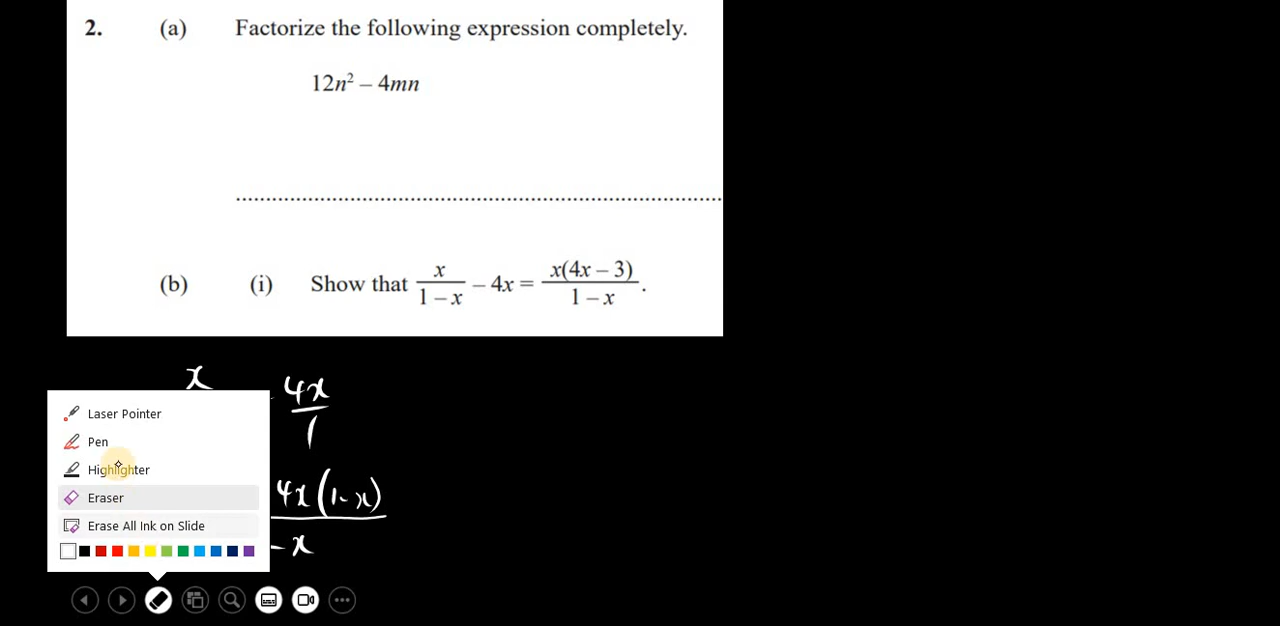 2. (a) Factorize the following expression completely.
12n² – 4mn
(b) (i) Show that x/(1 – x) – 4x = x(4x – 3)/(1 – x).
x 4x/1
4x(1-x)
-x
Laser Pointer
Pen
Highlighter
Eraser
Erase All Ink on Slide